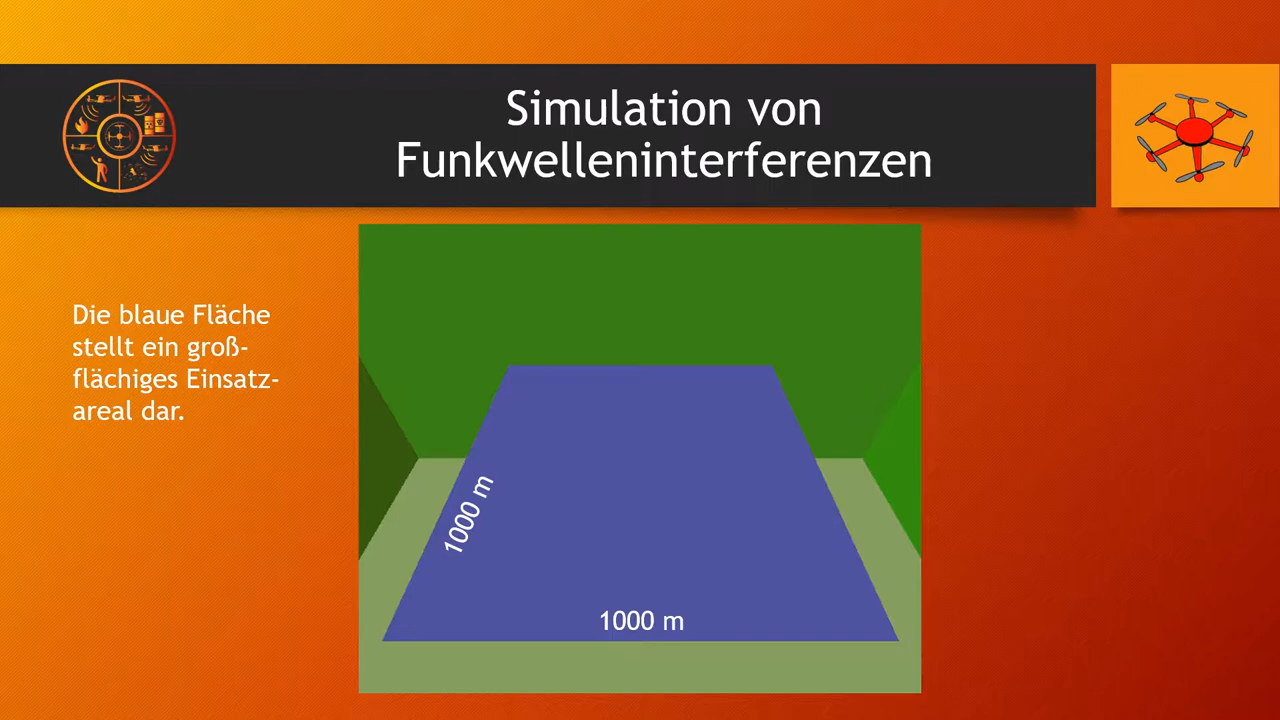 Simulation von
Funkwelleninterferenzen
Die blaue Fläche
stellt ein groß-
flächiges Einsatz-
areal dar.
1000 m
1000 m